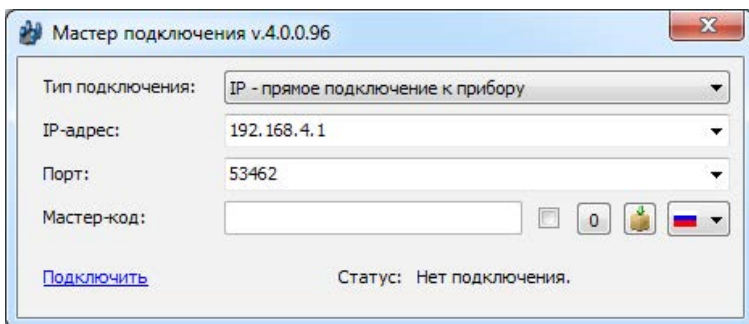 Мастер подключения v.4.0.0.96
Тип подключения: IP - прямое подключение к прибору
IP-адрес: 192.168.4.1
Порт: 53462
Мастер-код: 0
Подключить Статус: Нет подключения.